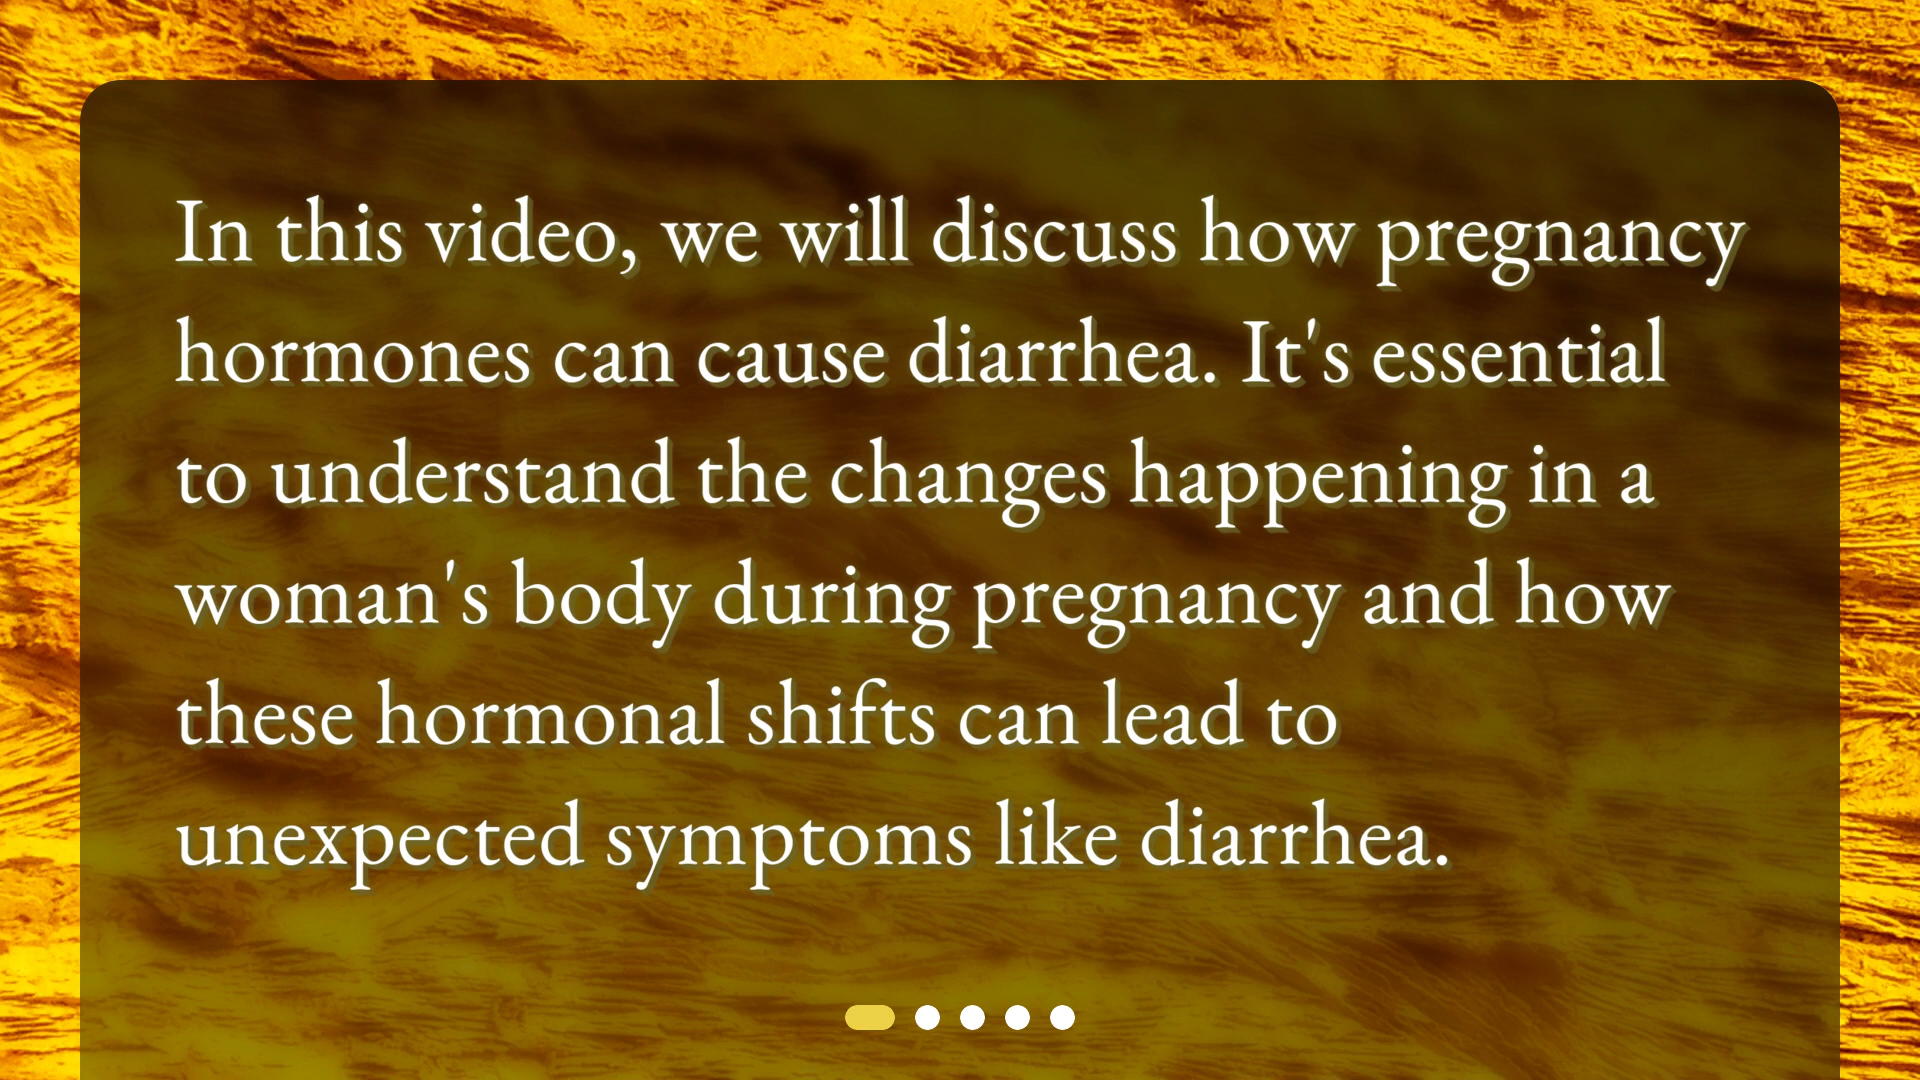 In this video, we will discuss how pregnancy
hormones can cause diarrhea. It's essential
to understand the changes happening in a
woman's body during pregnancy and how
these hormonal shifts can lead to
unexpected symptoms like diarrhea.